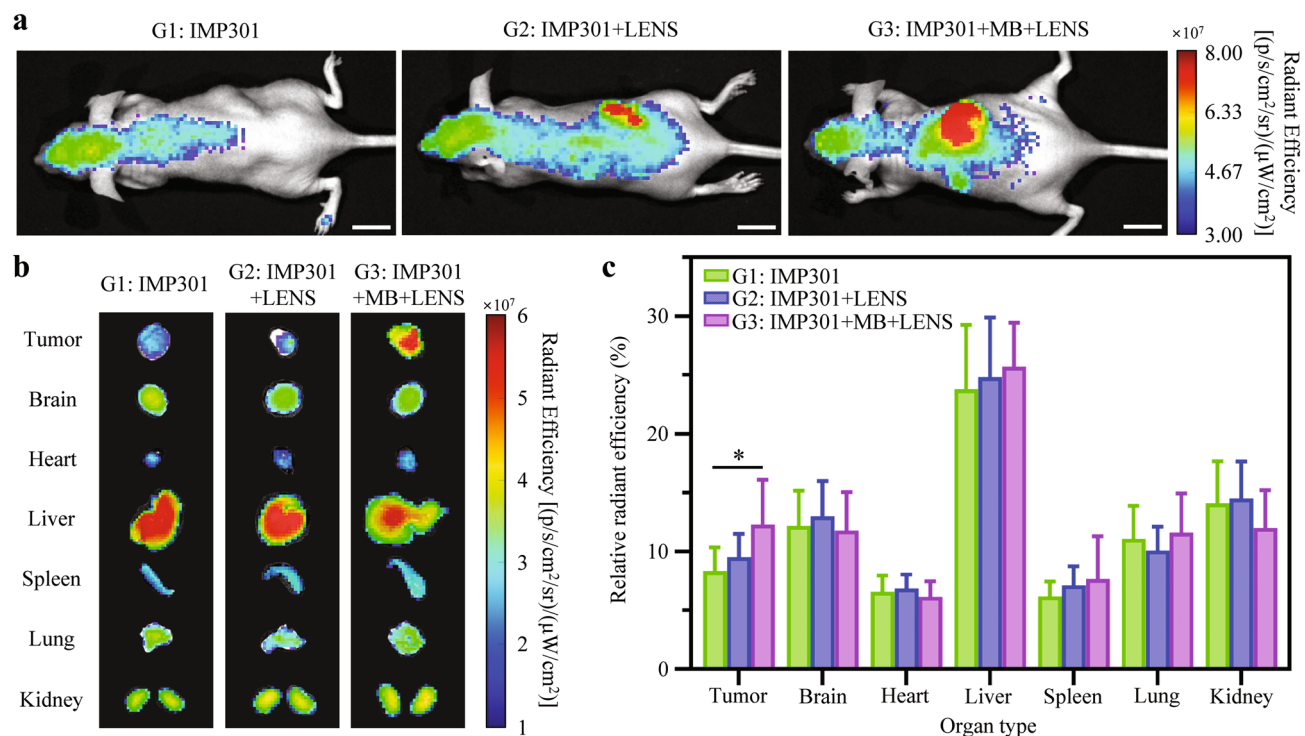 a
G1: IMP301
G2: IMP301+LENS
G3: IMP301+MB+LENS
×10⁷
8.00
6.33
4.67
3.00
Radiant Efficiency
[(p/s/cm²/sr)/(μW/cm²)]
b
G1: IMP301
G2: IMP301
+LENS
G3: IMP301
+MB+LENS
Tumor
Brain
Heart
Liver
Spleen
Lung
Kidney
×10⁷
6
5
4
3
2
1
Radiant Efficiency [(p/s/cm²/sr)/(μW/cm²)]
c
G1: IMP301
G2: IMP301+LENS
G3: IMP301+MB+LENS
*
30
20
10
0
Relative radiant efficiency (%)
Tumor
Brain
Heart
Liver
Spleen
Lung
Kidney
Organ type